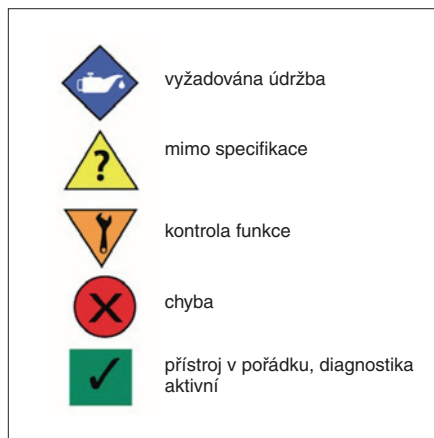 vyžadována údržba
?
mimo specifikace
kontrola funkce
chyba
přístroj v pořádku, diagnostika
aktivní